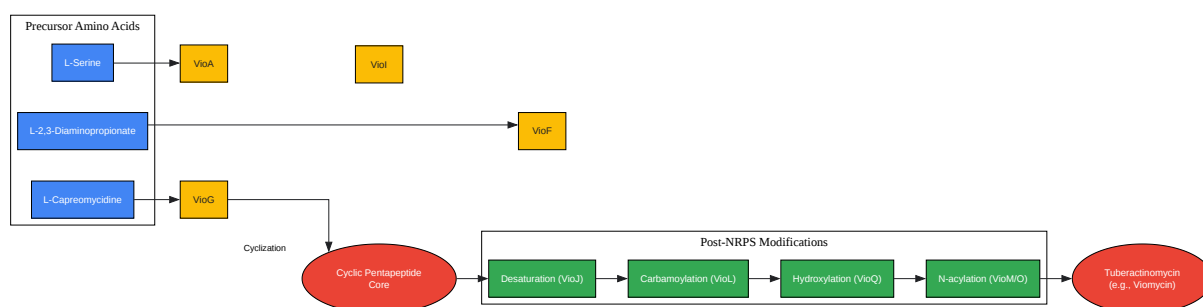 Precursor Amino Acids
L-Serine
VioA
VioI
L-2,3-Diaminopropionate
VioF
L-Capreomycidine
VioG
Cyclization
Cyclic Pentapeptide
Core
Post-NRPS Modifications
Desaturation (VioJ)
Carbamoylation (VioL)
Hydroxylation (VioQ)
N-acylation (VioM/O)
Tuberactinomycin
(e.g., Viomycin)